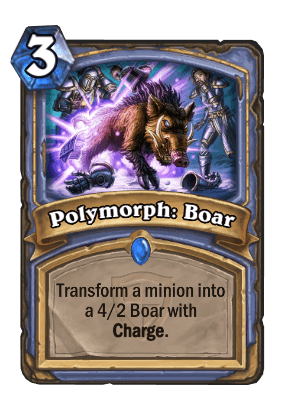 3
Polymorph: Boar
Transform a minion into
a 4/2 Boar with
Charge.